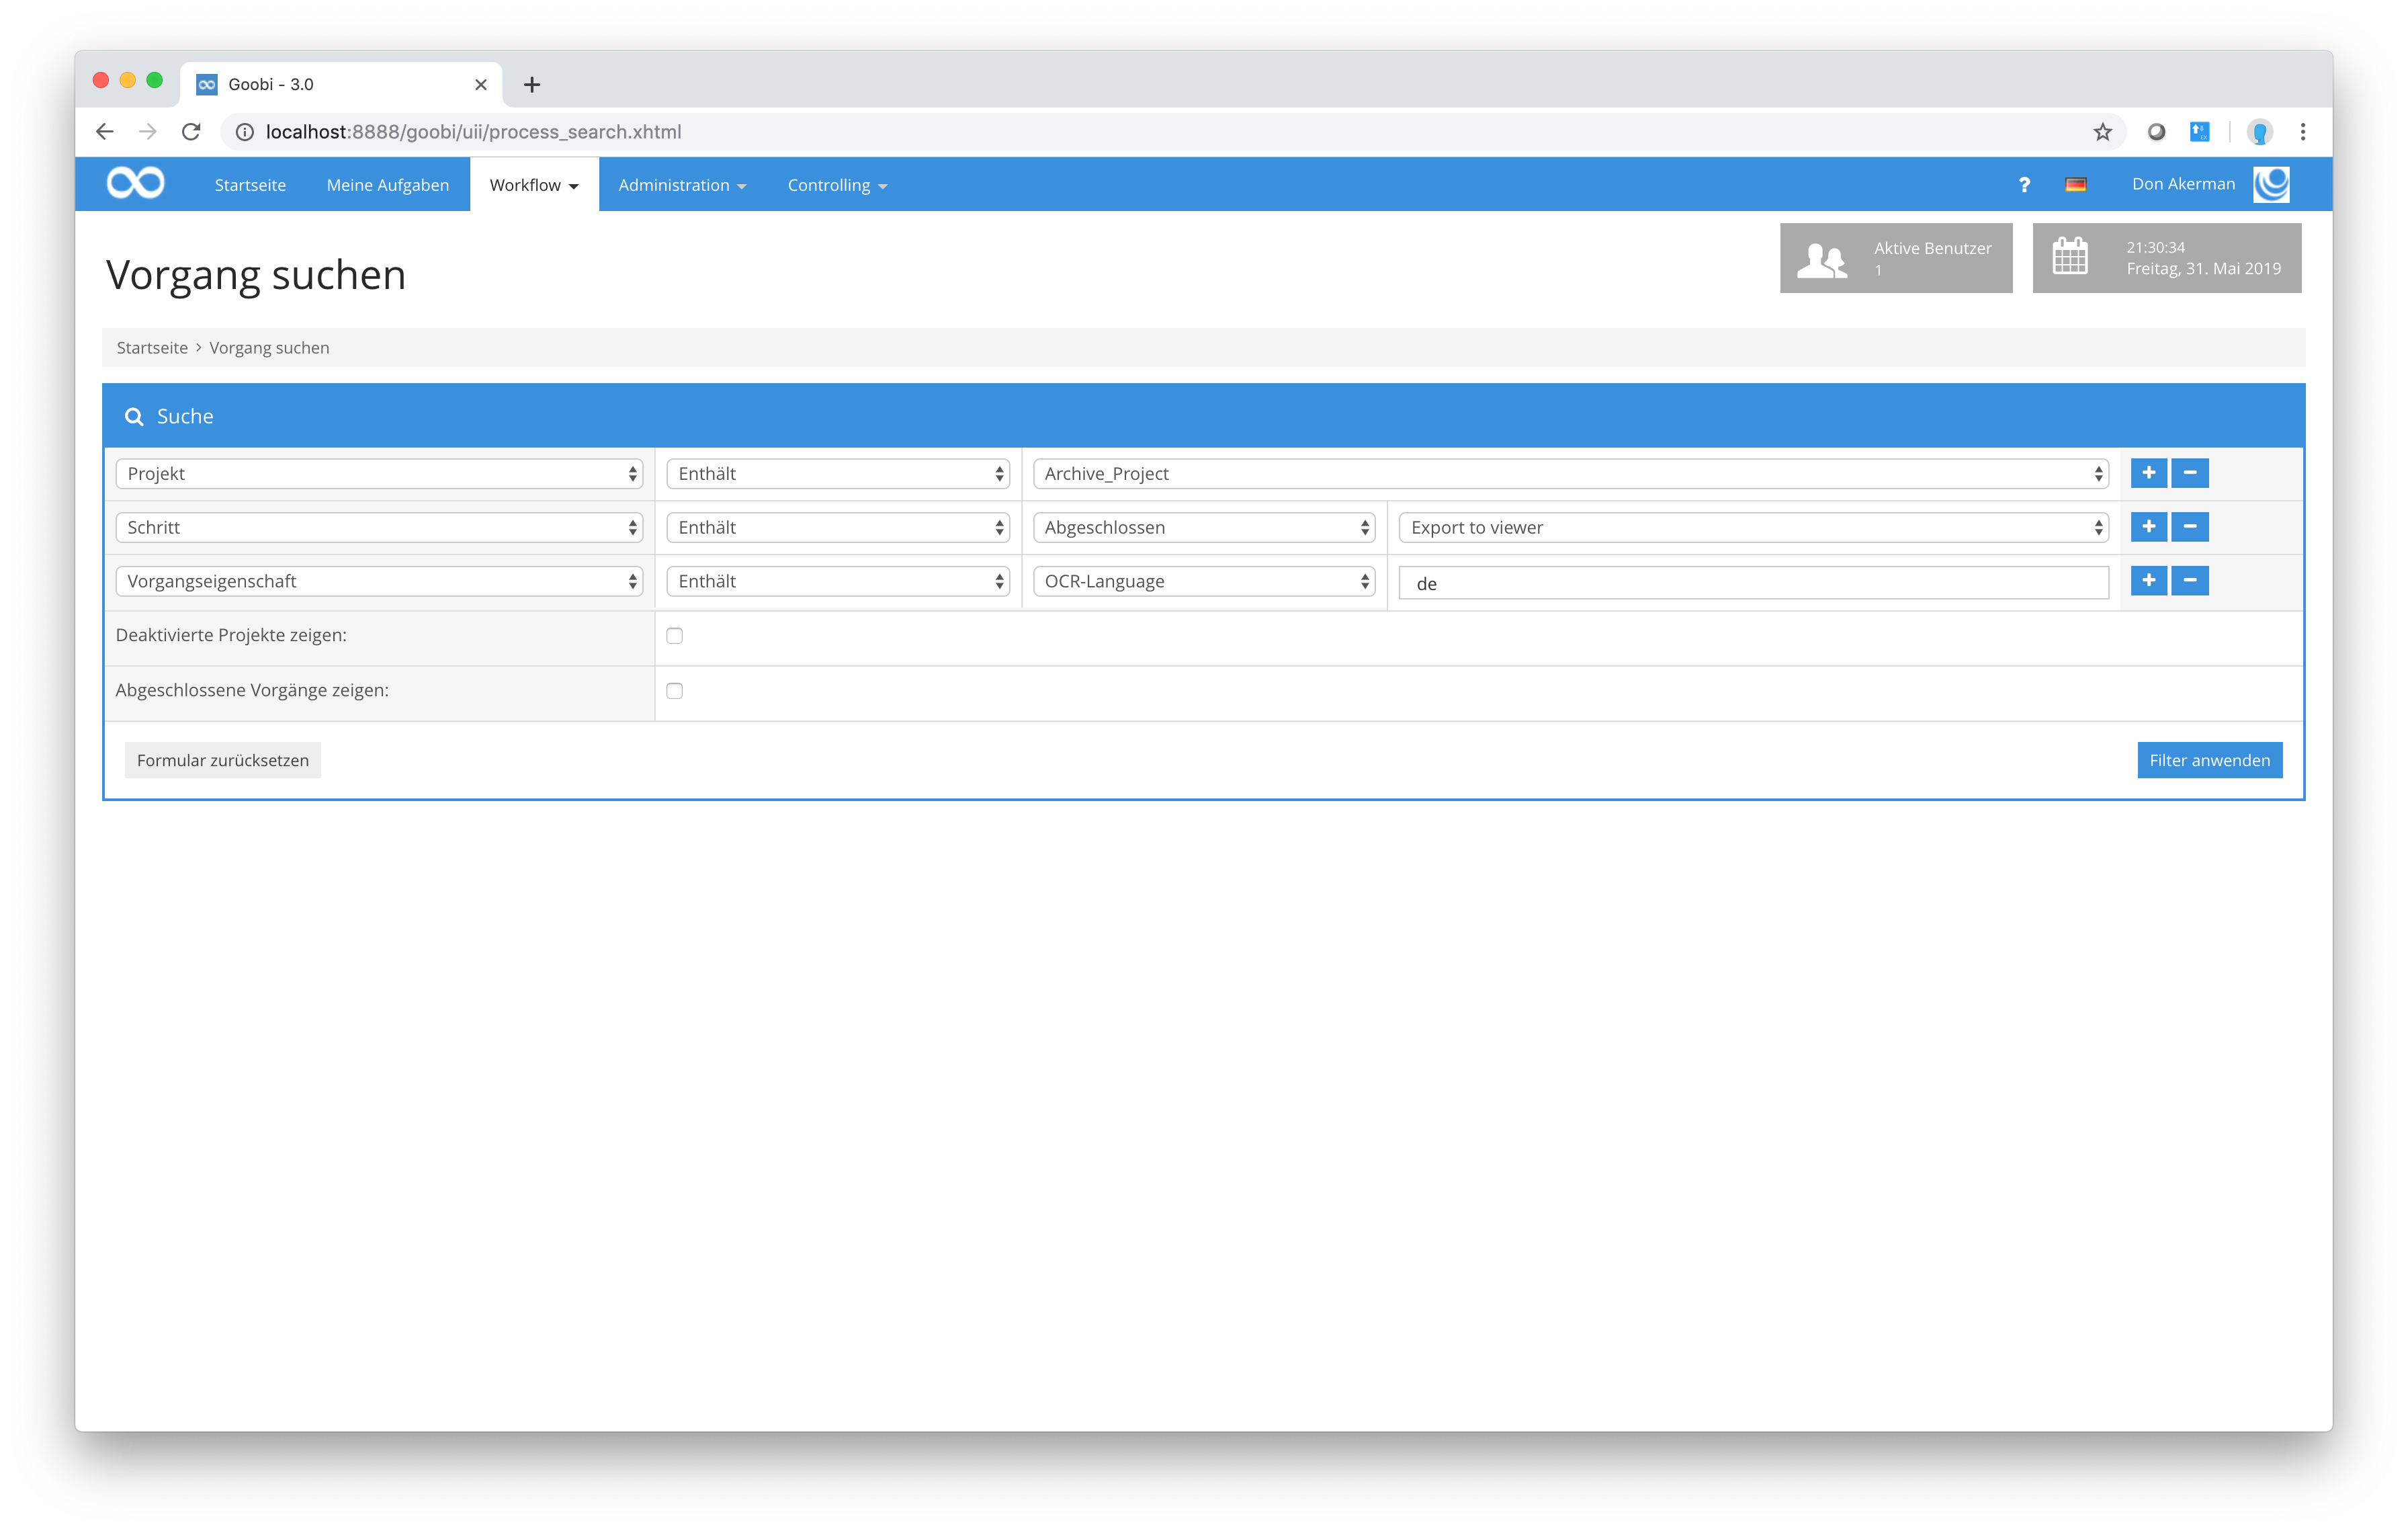 Goobi - 3.0
localhost:8888/goobi/uii/process_search.xhtml
Startseite Meine Aufgaben Workflow Administration Controlling ? Don Akerman
Vorgang suchen
Aktive Benutzer
1
21:30:34
Freitag, 31. Mai 2019
Startseite > Vorgang suchen
Suche
Projekt Enthält Archive_Project + −
Schritt Enthält Abgeschlossen Export to viewer + −
Vorgangseigenschaft Enthält OCR-Language de + −
Deaktivierte Projekte zeigen:
Abgeschlossene Vorgänge zeigen:
Formular zurücksetzen Filter anwenden